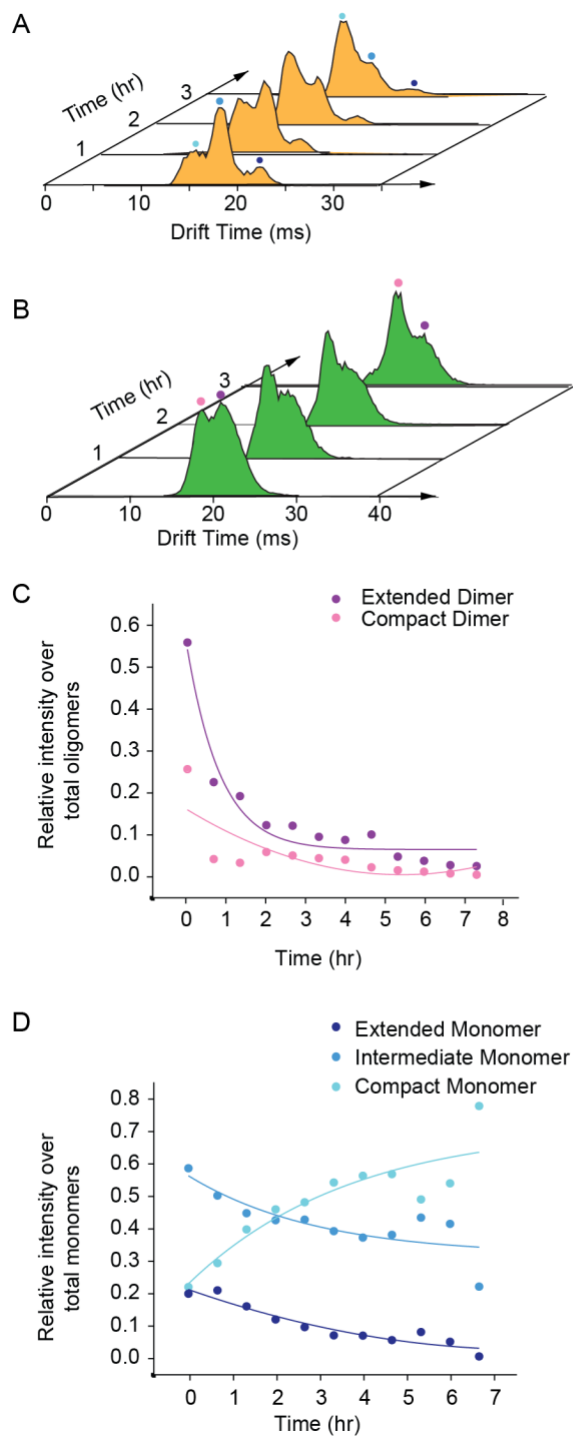 A
Time (hr)
3
2
1
0
10
20
30
Drift Time (ms)
B
Time (hr)
3
2
1
0
10
20
30
40
Drift Time (ms)
C
Extended Dimer
Compact Dimer
Relative intensity over
total oligomers
0.6
0.5
0.3
0.2
0.1
0.0
0 1 2 3 4 5 6 7 8
Time (hr)
D
Extended Monomer
Intermediate Monomer
Compact Monomer
Relative intensity over
total monomers
0.8
0.7
0.6
0.5
0.4
0.3
0.2
0.1
0.0
0 1 2 3 4 5 6 7
Time (hr)